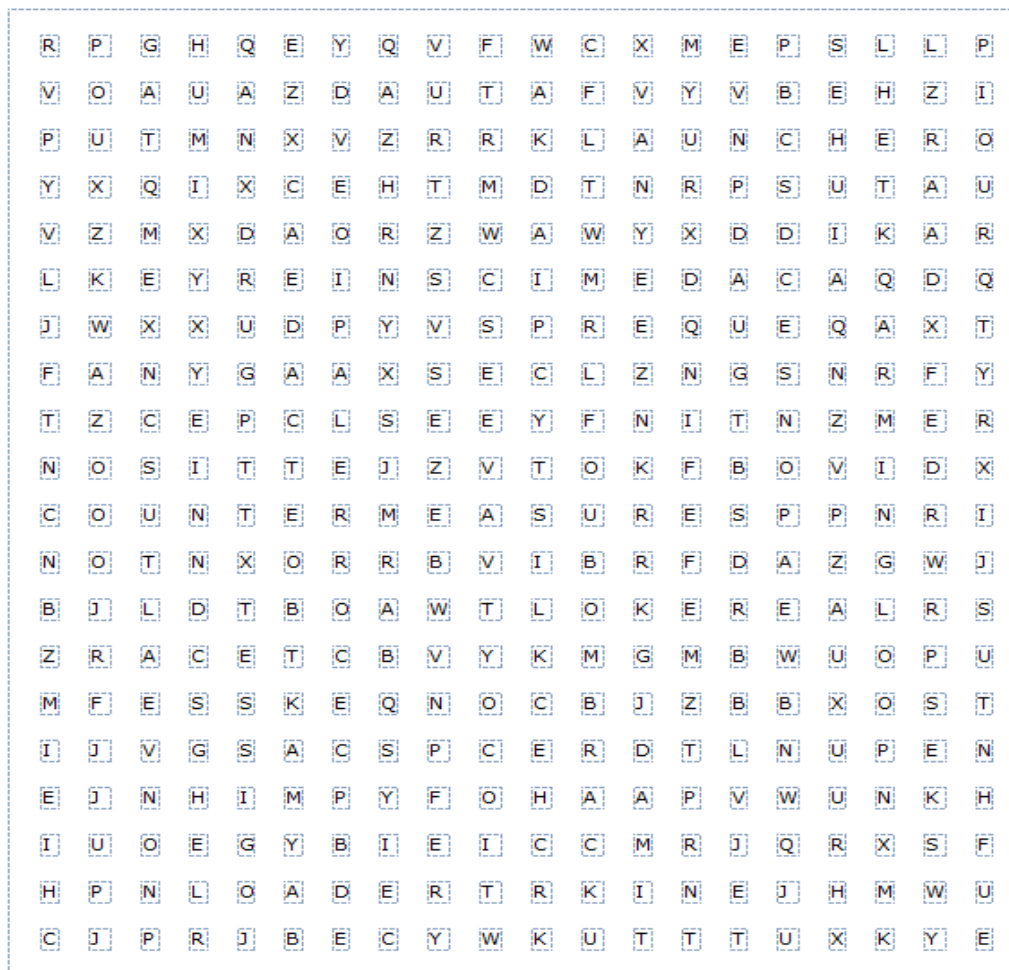 R P G H Q E Y Q V F W C X M E P S L L P
V O A U A Z D A U T A F V Y V B E H Z I
P U T M N X V Z R R K L A U N C H E R O
Y X Q I X C E H T M D T N R P S U T A U
V Z M X D A O R Z W A W Y X D D I K A R
L K E Y R E I N S C I M E D A C A Q D Q
J W X X U D P Y V S P R E Q U E Q A X T
F A N Y G A A X S E C L Z N G S N R F Y
T Z C E P C L S E E Y F N I T N Z M E R
N O S I T T E J Z V T O K F B O V I D X
C O U N T E R M E A S U R E S P P N R I
N O T N X O R R B V I B R F D A Z G W J
B J L D T B O A W T L O K E R E A L R S
Z R A C E T C B V Y K M G M B W U O P U
M F E S S K E Q N O C B J Z B B X O S T
I J V G S A C S P C E R D T L N U P E N
E J N H I M P Y F O H A A P V W U N K H
I U O E G Y B I E I C C M R J Q R X S F
H P N L O A D E R T R K I N E J H M W U
C J P R J B E C Y W K U T T T U X K Y E